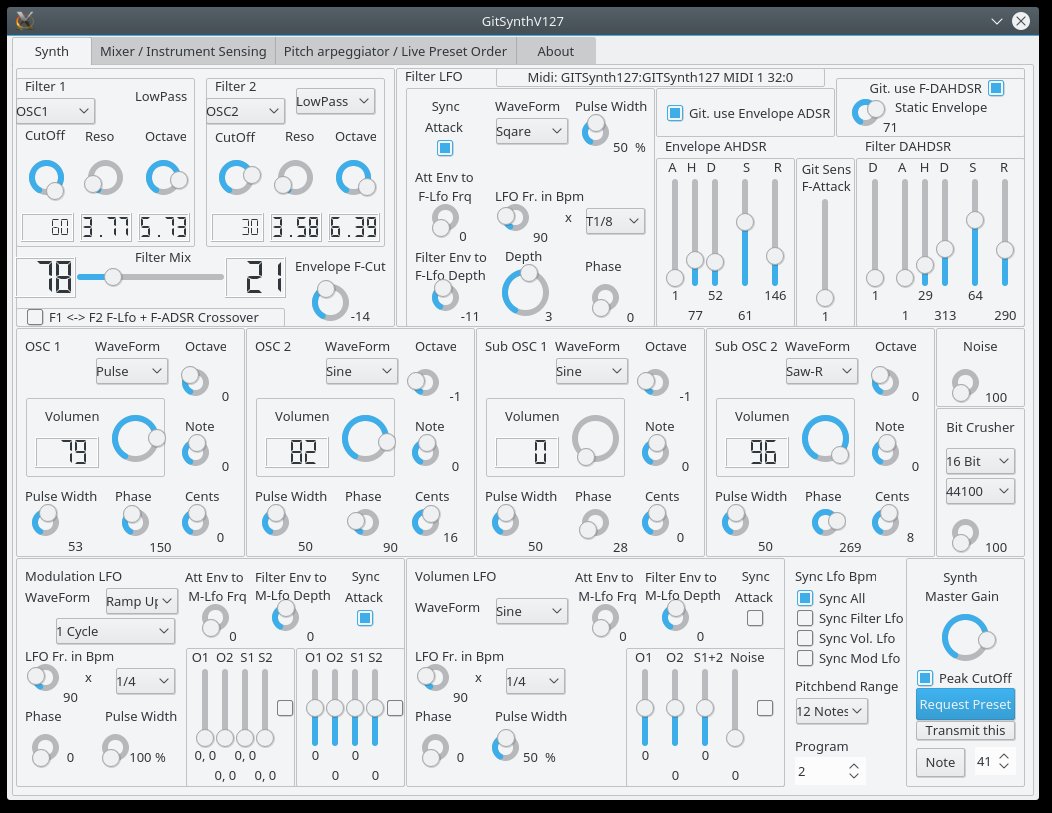 GitSynthV127
Synth
Mixer / Instrument Sensing
Pitch arpeggiator / Live Preset Order
About
Filter 1
OSC1
LowPass
CutOff
Reso
Octave
60
3.77
5.73
Filter 2
OSC2
LowPass
CutOff
Reso
Octave
30
3.58
6.39
78
Filter Mix
21
Envelope F-Cut
-14
F1 <-> F2 F-Lfo + F-ADSR Crossover
Filter LFO
Midi: GITSynth127:GITSynth127 MIDI 1 32:0
Sync
Attack
WaveForm
Sqare
Pulse Width
50 %
Att Env to
F-Lfo Frq
0
LFO Fr. in Bpm
90
x
T1/8
Filter Env to
F-Lfo Depth
-11
Depth
3
Phase
0
Git. use Envelope ADSR
Git. use F-DAHDSR
Static Envelope
71
Envelope AHDSR
A H D S R
1 52 146
77 61
Git Sens
F-Attack
1
Filter DAHDSR
D A H D S R
1 29 64
1 313 290
OSC 1
WaveForm
Pulse
Octave
0
Volumen
79
Note
0
Pulse Width
53
Phase
150
Cents
0
OSC 2
WaveForm
Sine
Octave
-1
Volumen
82
Note
0
Pulse Width
50
Phase
90
Cents
16
Sub OSC 1
WaveForm
Sine
Octave
-1
Volumen
0
Note
0
Pulse Width
50
Phase
28
Cents
0
Sub OSC 2
WaveForm
Saw-R
Octave
0
Volumen
96
Note
0
Pulse Width
50
Phase
269
Cents
8
Noise
100
Bit Crusher
16 Bit
44100
100
Modulation LFO
WaveForm
Ramp Up
1 Cycle
Att Env to
M-Lfo Frq
0
Filter Env to
M-Lfo Depth
0
Sync
Attack
LFO Fr. in Bpm
90
x
1/4
Phase
0
Pulse Width
100 %
O1 O2 S1 S2
0, 0 0, 0
0, 0 0, 0
O1 O2 S1 S2
0 0
0 0
Volumen LFO
WaveForm
Sine
Att Env to
M-Lfo Frq
0
Filter Env to
M-Lfo Depth
0
Sync
Attack
LFO Fr. in Bpm
90
x
1/4
Phase
0
Pulse Width
50 %
O1 O2 S1+2 Noise
0 0
0 0
Sync Lfo Bpm
Sync All
Sync Filter Lfo
Sync Vol. Lfo
Sync Mod Lfo
Pitchbend Range
12 Notes
Program
2
Synth
Master Gain
Peak CutOff
Request Preset
Transmit this
Note
41